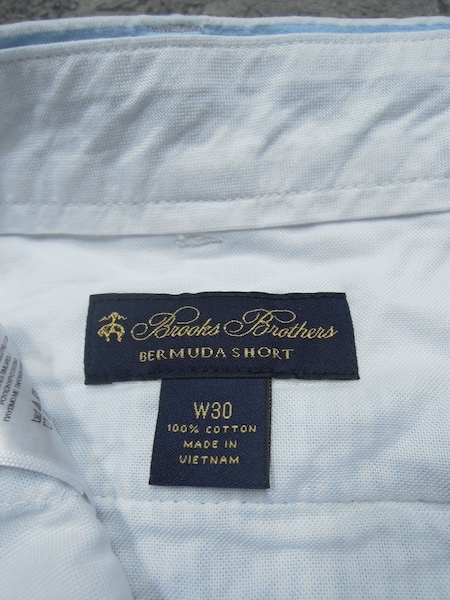 Brooks Brothers
BERMUDA SHORT
W30
100% COTTON
MADE IN
VIETNAM